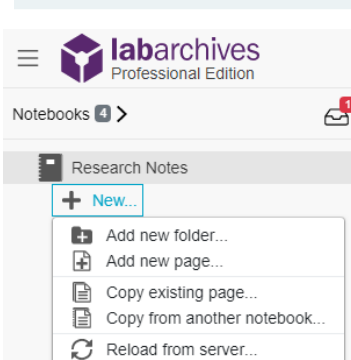 labarchives
Professional Edition
Notebooks 4
1
Research Notes
New...
Add new folder...
Add new page...
Copy existing page...
Copy from another notebook...
Reload from server...